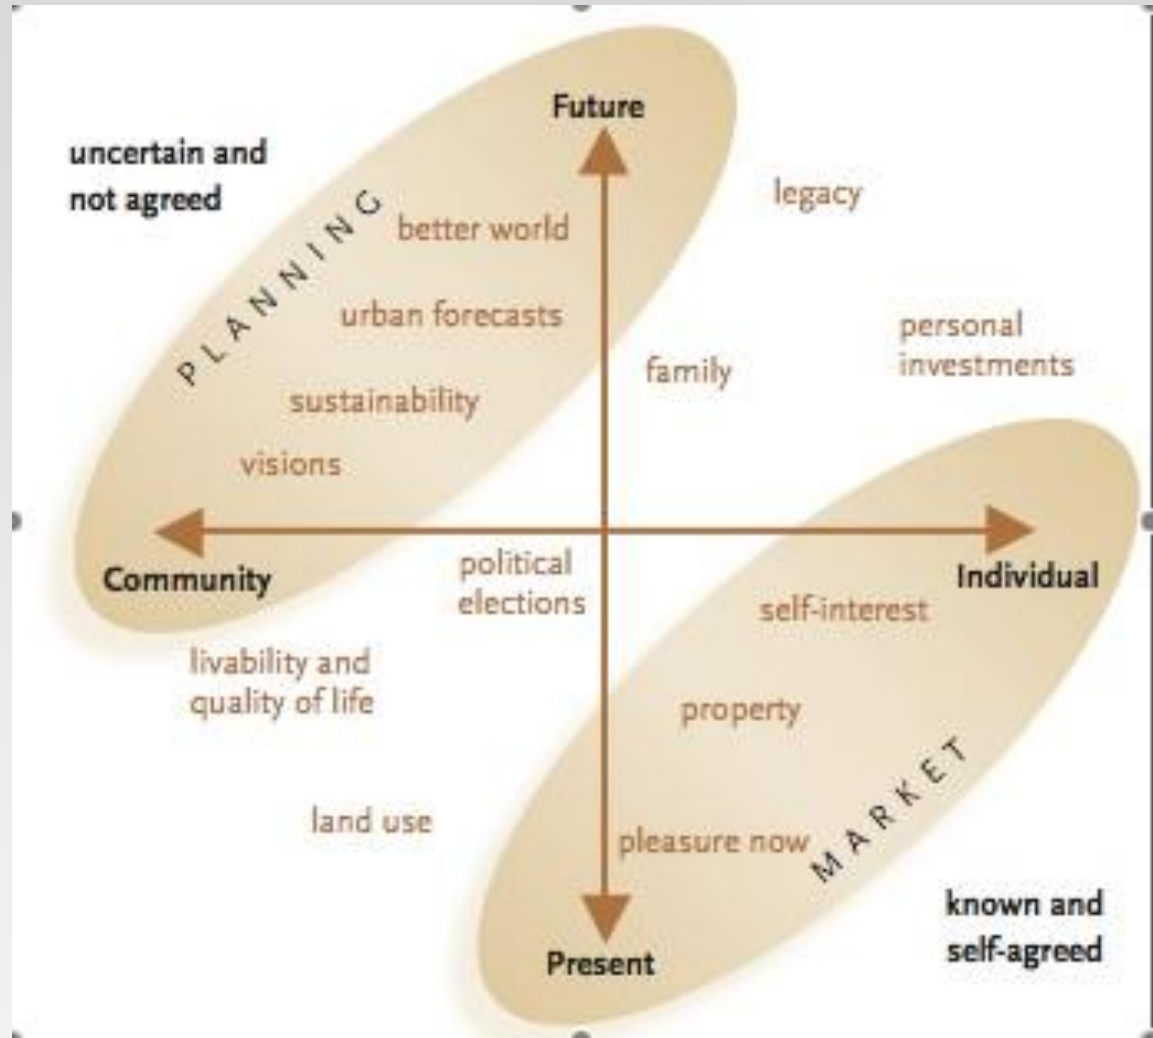 Future
uncertain and
not agreed
PLANNING
legacy
better world
urban forecasts
personal
investments
family
sustainability
visions
Community
political
elections
Individual
self-interest
livability and
quality of life
property
MARKET
land use
pleasure now
known and
self-agreed
Present